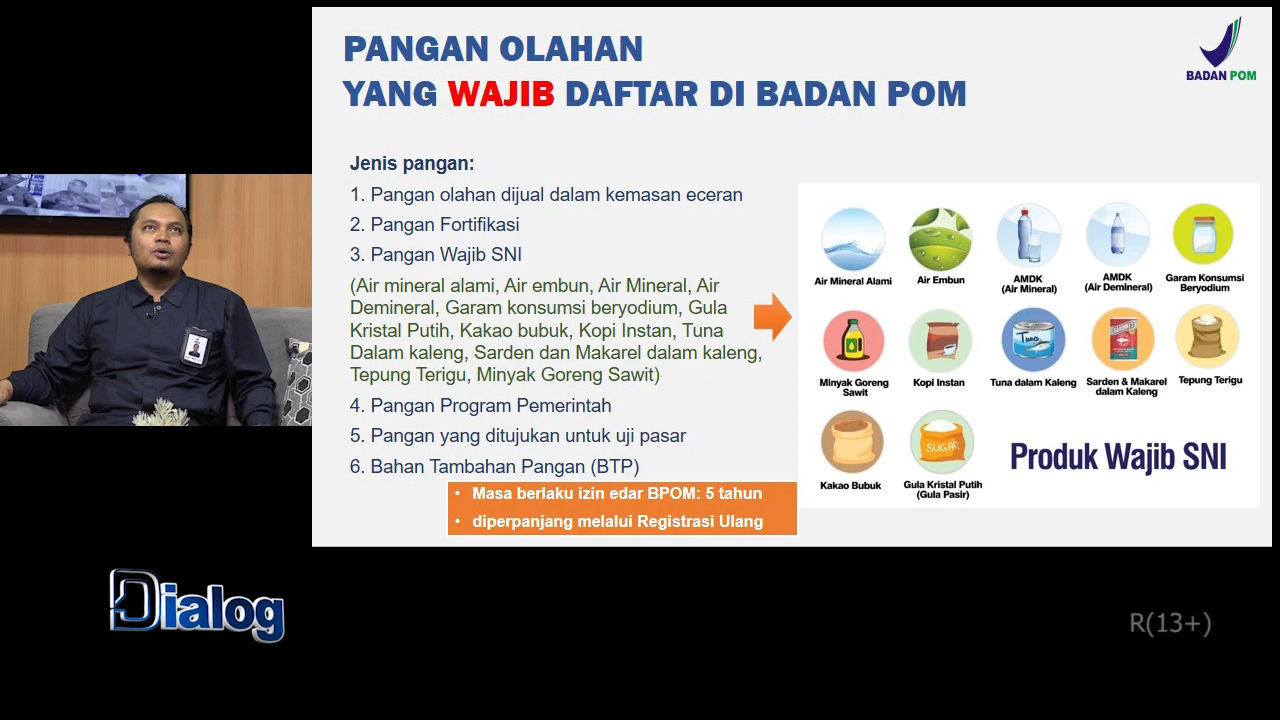 PANGAN OLAHAN
YANG WAJIB DAFTAR DI BADAN POM
BADAN POM
Jenis pangan:
1. Pangan olahan dijual dalam kemasan eceran
2. Pangan Fortifikasi
3. Pangan Wajib SNI
(Air mineral alami, Air embun, Air Mineral, Air
Demineral, Garam konsumsi beryodium, Gula
Kristal Putih, Kakao bubuk, Kopi Instan, Tuna
Dalam kaleng, Sarden dan Makarel dalam kaleng,
Tepung Terigu, Minyak Goreng Sawit)
4. Pangan Program Pemerintah
5. Pangan yang ditujukan untuk uji pasar
6. Bahan Tambahan Pangan (BTP)
• Masa berlaku izin edar BPOM: 5 tahun
• diperpanjang melalui Registrasi Ulang
Air Mineral Alami
Air Embun
AMDK
(Air Mineral)
AMDK
(Air Demineral)
Garam Konsumsi
Beryodium
Tuna
Minyak Goreng
Sawit
Kopi Instan
Tuna dalam Kaleng
Sarden & Makarel
dalam Kaleng
Tepung Terigu
SUGAR
Kakao Bubuk
Gula Kristal Putih
(Gula Pasir)
Produk Wajib SNI
Dialog
R(13+)